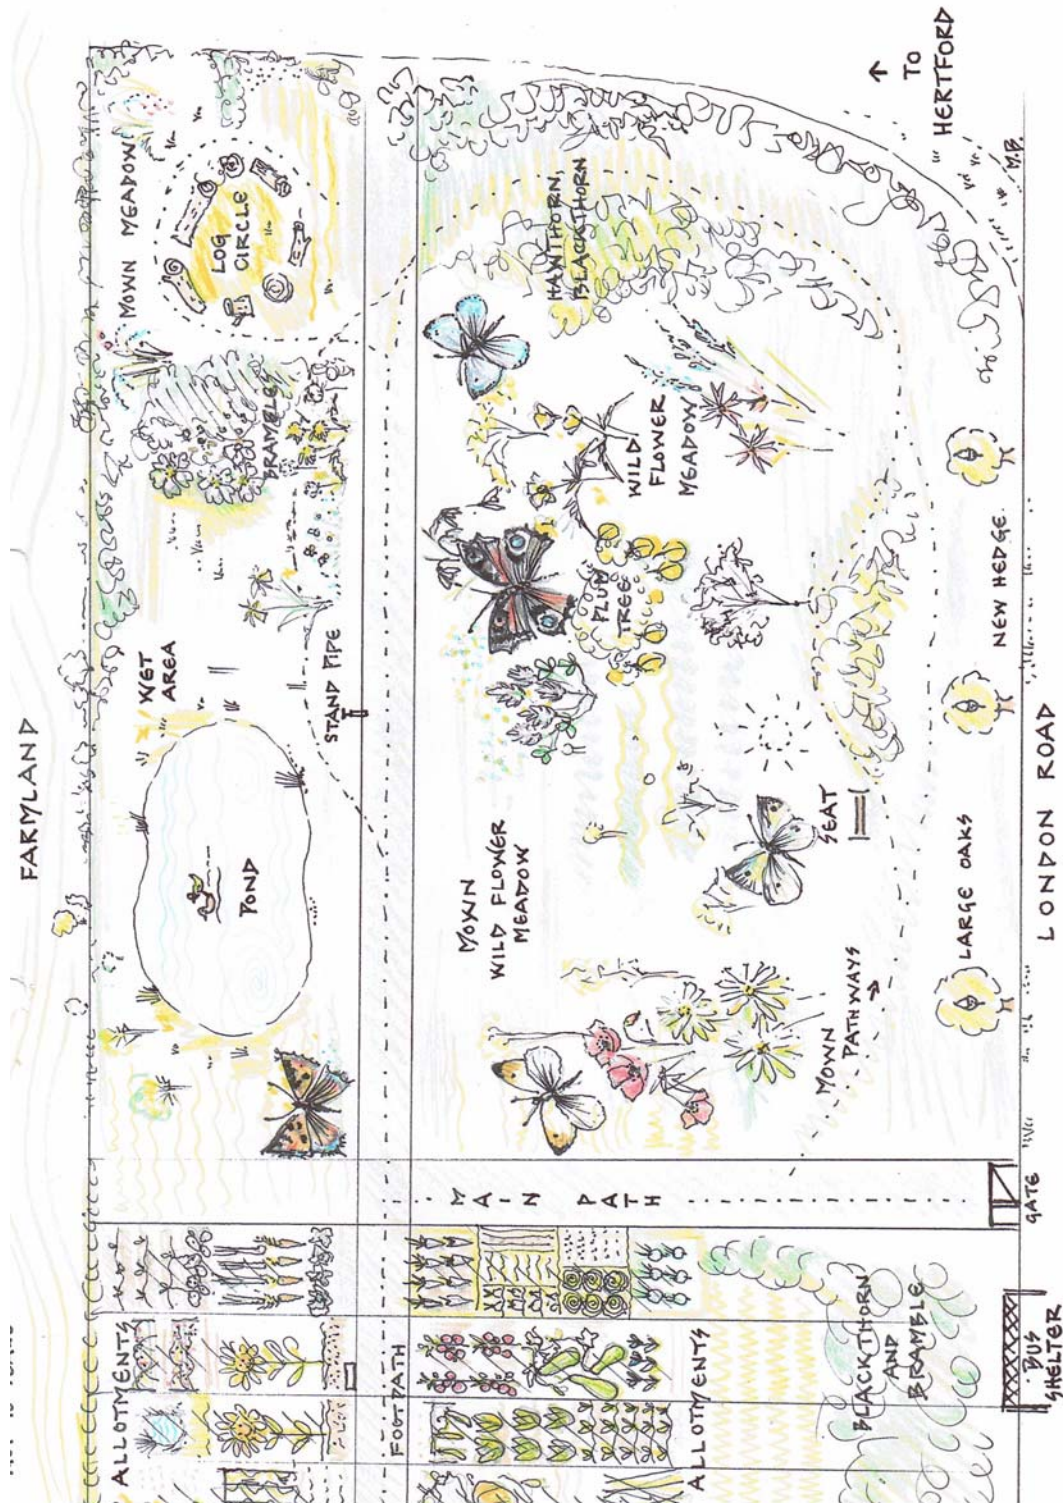 FARMLAND
MOWN MEADOW
LOG
CIRCLE
BRAMBLE
WET
AREA
STAND PIPE
POND
TO
HERTFORD
M.B.
HAWTHORN,
BLACKTHORN
WILD
FLOWER
MEADOW
PLUM
TREE
MOWN
WILD FLOWER
MEADOW
SEAT
MOWN
PATHWAYS
NEW HEDGE
LARGE OAKS
LONDON ROAD
MAIN PATH
GATE
ALLOTMENTS
FOOTPATH
ALLOTMENTS
BLACKTHORN
AND
BRAMBLE
BUS
SHELTER